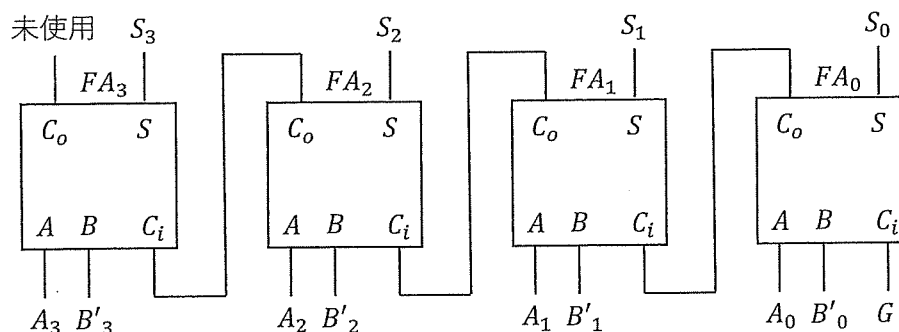 未使用 S₃ S₂ S₁ S₀
FA₃ FA₂ FA₁ FA₀
Cₒ S Cₒ S Cₒ S Cₒ S
A B Cᵢ A B Cᵢ A B Cᵢ A B Cᵢ
A₃ B'₃ A₂ B'₂ A₁ B'₁ A₀ B'₀ G